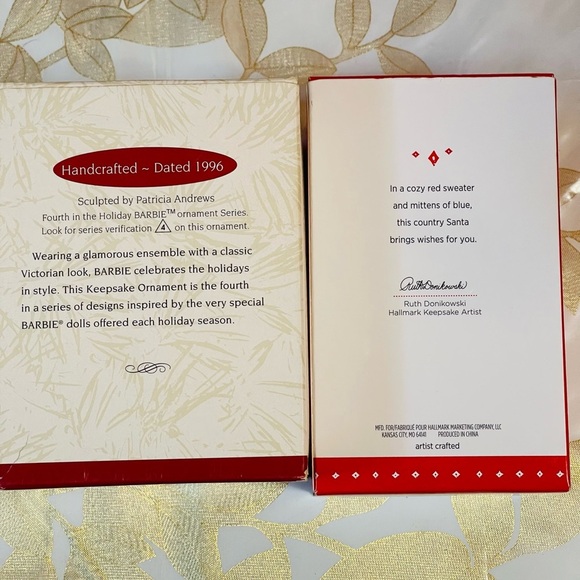 Handcrafted ~ Dated 1996
Sculpted by Patricia Andrews
Fourth in the Holiday BARBIE™ ornament Series.
Look for series verification 4 on this ornament.
Wearing a glamorous ensemble with a classic
Victorian look, BARBIE celebrates the holidays
in style. This Keepsake Ornament is the fourth
in a series of designs inspired by the very special
BARBIE® dolls offered each holiday season.
In a cozy red sweater
and mittens of blue,
this country Santa
brings wishes for you.
Ruth Donikowski
Ruth Donikowski
Hallmark Keepsake Artist
MFD. FOR/FABRIQUÉ POUR HALLMARK MARKETING COMPANY, LLC
KANSAS CITY, MO 64141 PRODUCED IN CHINA
artist crafted